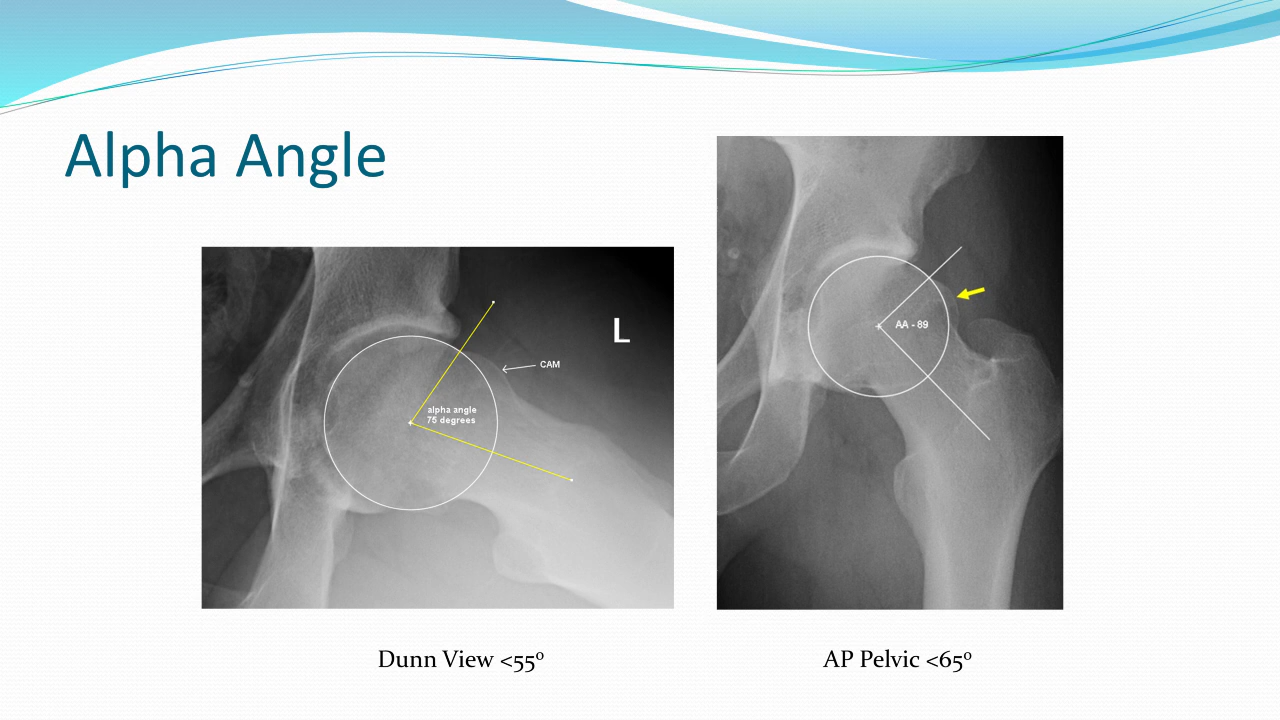 Alpha Angle
L
CAM
alpha angle
75 degrees
AA - 89
Dunn View <55º
AP Pelvic <65º